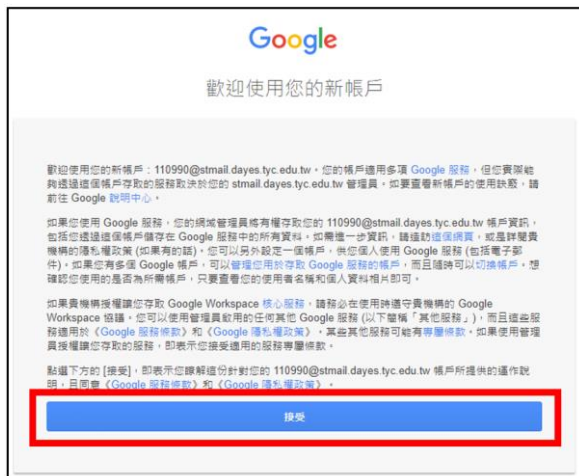 Google
歡迎使用您的新帳戶
歡迎使用您的新帳戶：110990@stmail.dayes.tyc.edu.tw。您的帳戶適用多項 Google 服務，但您實際能
夠透過這個帳戶存取的服務取決於您的 stmail.dayes.tyc.edu.tw 管理員。如要查看新帳戶的使用訣竅，請
前往 Google 說明中心。
如果您使用 Google 服務，您的網域管理員將有權存取您的 110990@stmail.dayes.tyc.edu.tw 帳戶資訊，
包括您透過這個帳戶儲存在 Google 服務中的所有資料。如需進一步資訊，請造訪這個網頁，或是詳閱貴
機構的隱私權政策 (如果有的話)。您可以另外設定一個帳戶，供您個人使用 Google 服務 (包括電子郵
件)。如果您有多個 Google 帳戶，可以管理您用於存取 Google 服務的帳戶，而且隨時可以切換帳戶。想
確認您使用的是否為所需帳戶，只要查看您的使用者名稱和個人資料相片即可。
如果貴機構授權讓您存取 Google Workspace 核心服務，請務必在使用時遵守貴機構的 Google
Workspace 協議。您可以使用管理員啟用的任何其他 Google 服務 (以下簡稱「其他服務」)，而且這些服
務適用於《Google 服務條款》和《Google 隱私權政策》，某些其他服務可能有專屬條款。如果使用管理
員授權讓您存取的服務，即表示您接受適用的服務專屬條款。
點選下方的 [接受]，即表示您瞭解這份針對您的 110990@stmail.dayes.tyc.edu.tw 帳戶所提供的運作說
明，且同意《Google 服務條款》和《Google 隱私權政策》。
接受